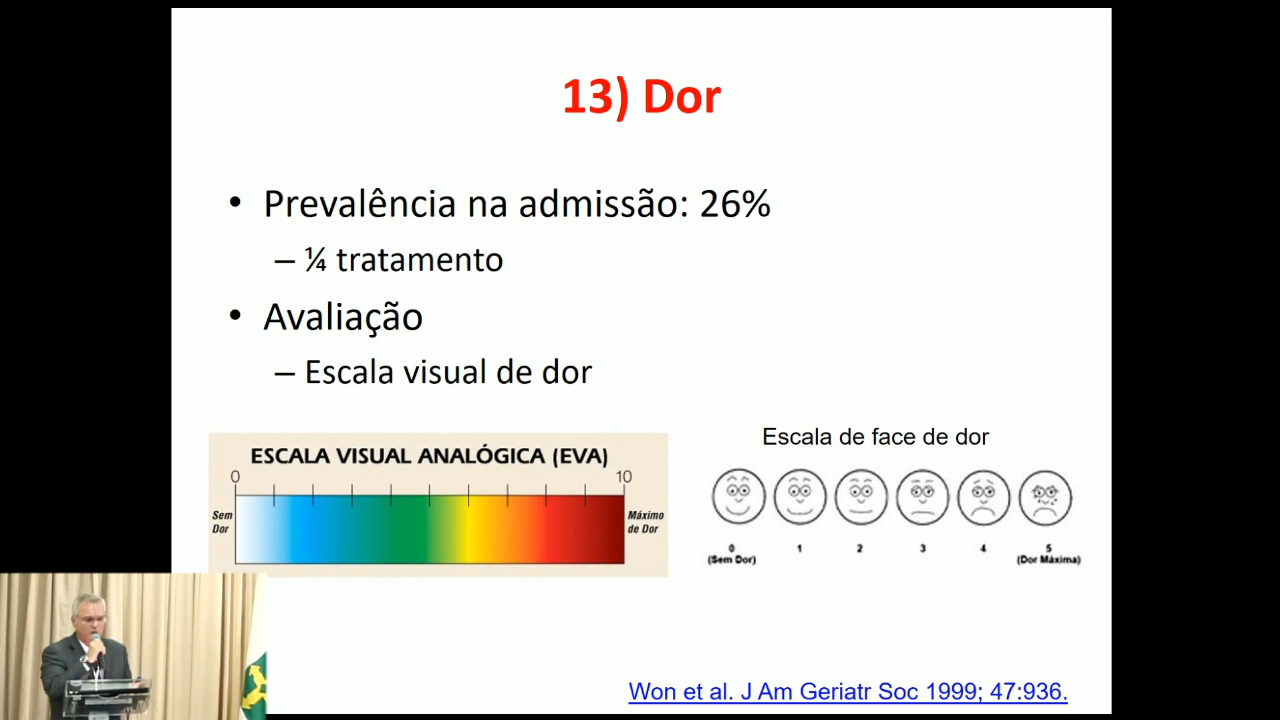 13) Dor
• Prevalência na admissão: 26%
– ¼ tratamento
• Avaliação
– Escala visual de dor
ESCALA VISUAL ANALÓGICA (EVA)
0 10
Sem Dor
Máximo de Dor
Escala de face de dor
0 1 2 3 4 5
(Sem Dor) (Dor Máxima)
Won et al. J Am Geriatr Soc 1999; 47:936.